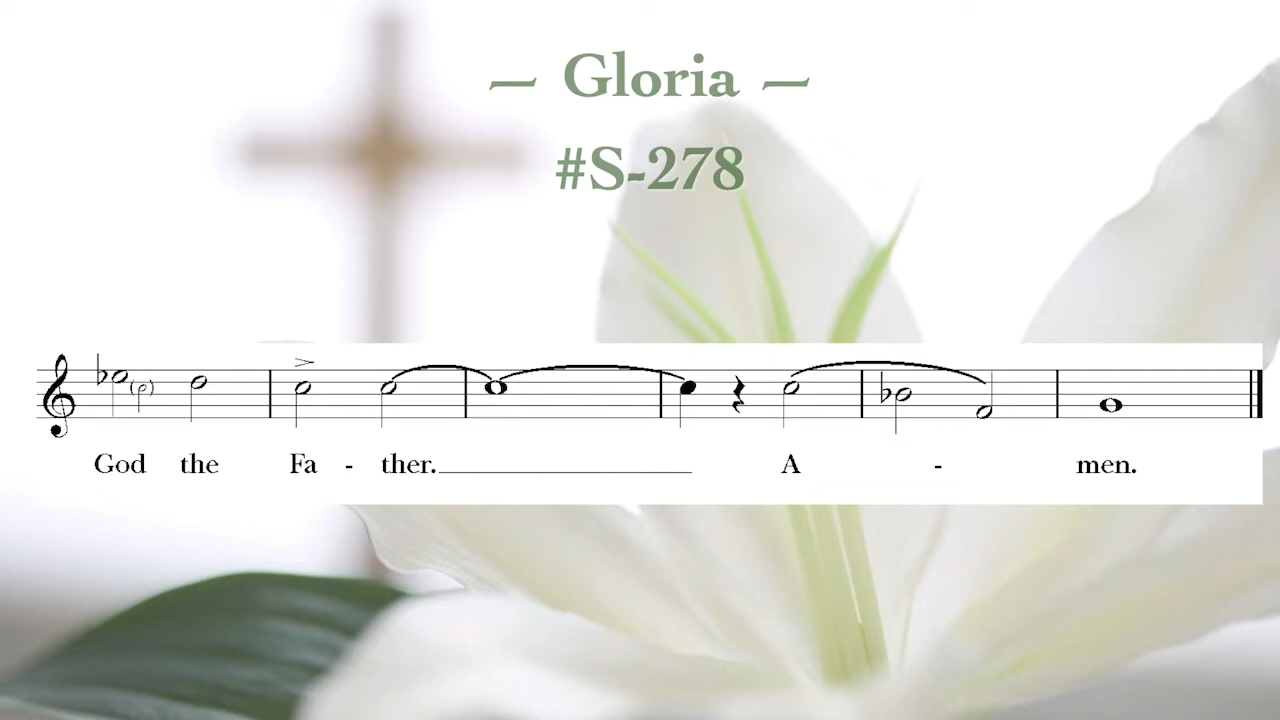 — Gloria —
#S-278
God the Fa - ther. A - men.